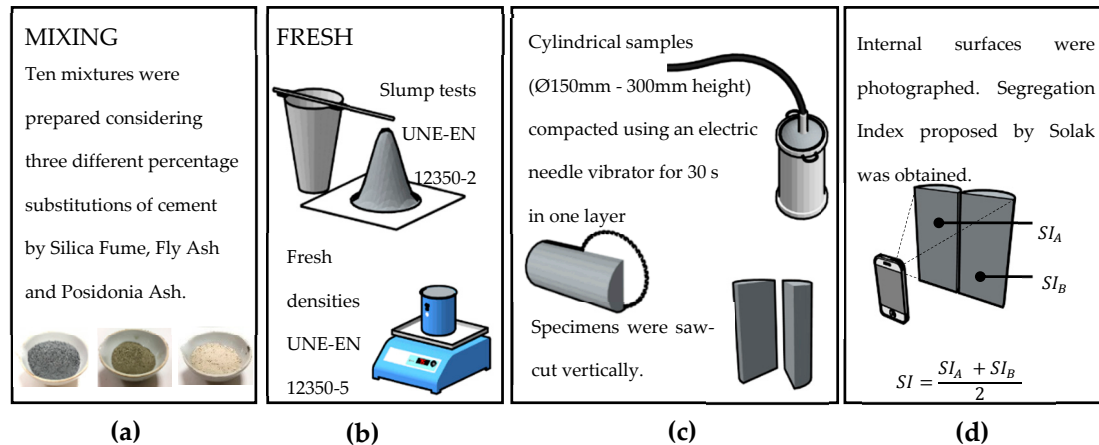 MIXING
Ten mixtures were
prepared considering
three different percentage
substitutions of cement
by Silica Fume, Fly Ash
and Posidonia Ash.
(a)
FRESH
Slump tests
UNE-EN
12350-2
Fresh
densities
UNE-EN
12350-5
(b)
Cylindrical samples
(Ø150mm - 300mm height)
compacted using an electric
needle vibrator for 30 s
in one layer
Specimens were saw-
cut vertically.
(c)
Internal surfaces were
photographed. Segregation
Index proposed by Solak
was obtained.
SI_A
SI_B
SI = (SI_A + SI_B) / 2
(d)